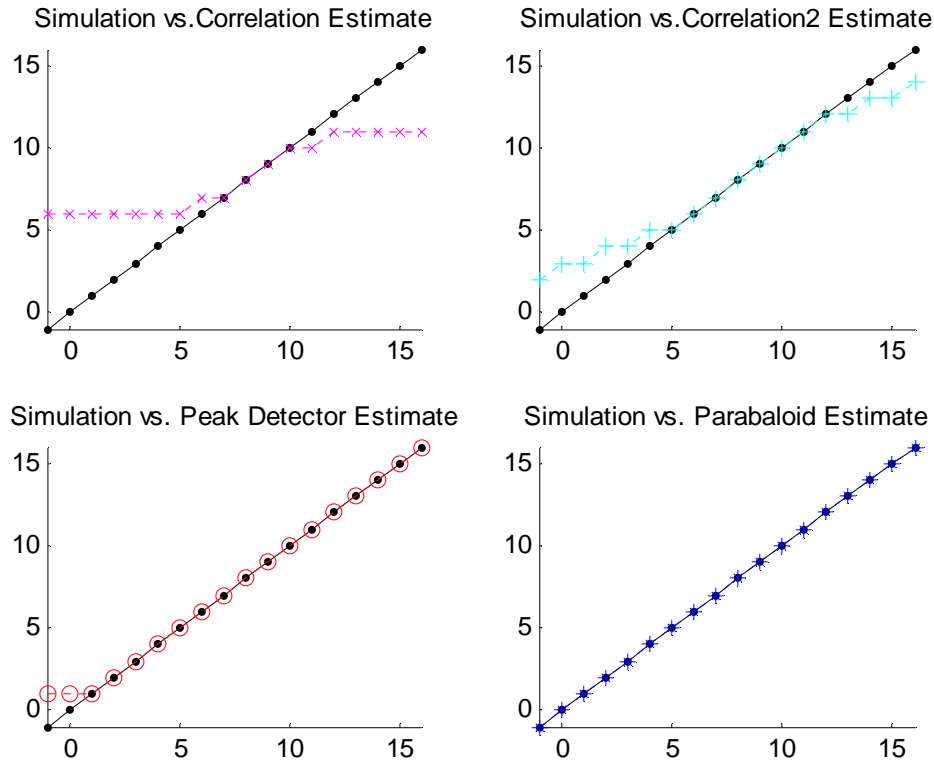 Simulation vs.Correlation Estimate
15
10
5
0
0 5 10 15
Simulation vs.Correlation2 Estimate
15
10
5
0
0 5 10 15
Simulation vs. Peak Detector Estimate
15
10
5
0
0 5 10 15
Simulation vs. Parabaloid Estimate
15
10
5
0
0 5 10 15